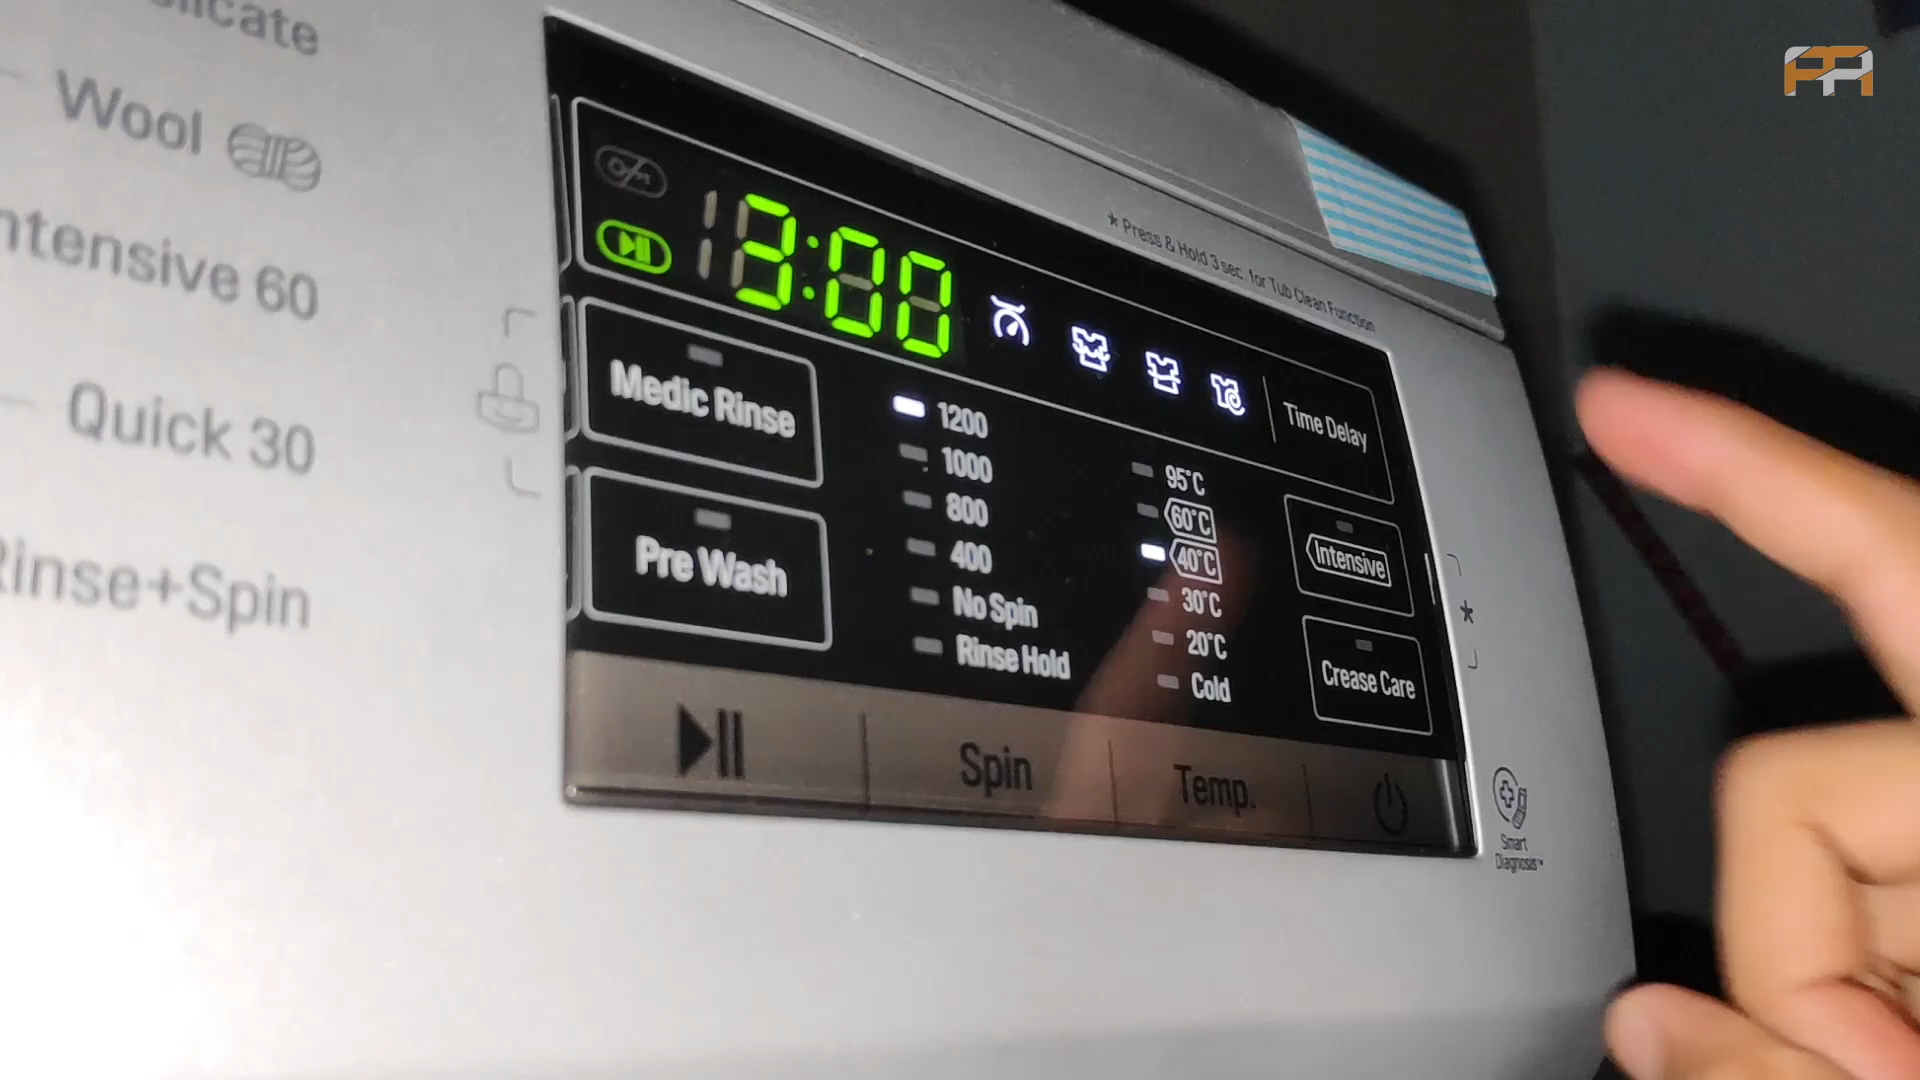 Wool
Intensive 60
Quick 30
Rinse+Spin
* Press & Hold 3 sec. for Tub Clean Function
3:00
Time Delay
Medic Rinse
Pre Wash
1200
1000
800
400
No Spin
Rinse Hold
95°C
60°C
40°C
30°C
20°C
Cold
Intensive
Crease Care
*
Spin
Temp.
Smart
Diagnosis™